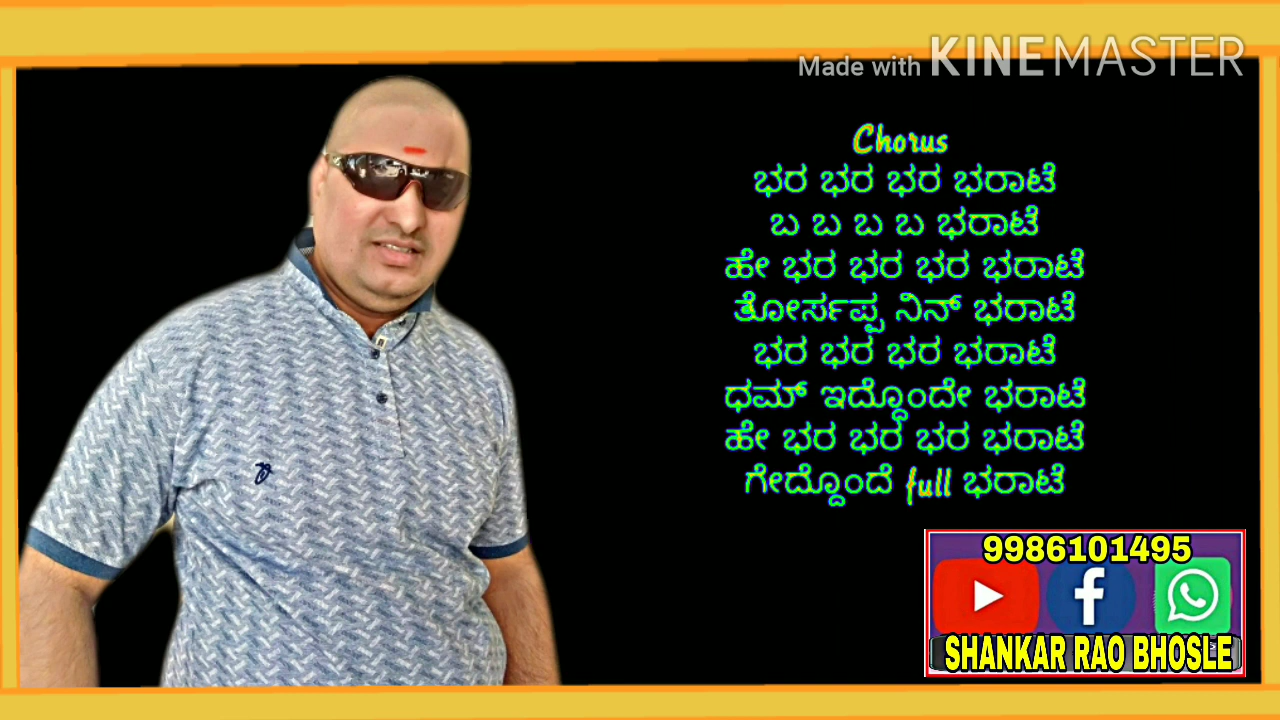 Made with KINEMASTER
Chorus
ಭರ ಭರ ಭರ ಭರಾಟೆ
ಬ ಬ ಬ ಬ ಭರಾಟೆ
ಹೇ ಭರ ಭರ ಭರ ಭರಾಟೆ
ತೋರ್ಸಪ್ಪ ನಿನ್ ಭರಾಟೆ
ಭರ ಭರ ಭರ ಭರಾಟೆ
ಧಮ್ ಇದ್ದೊಂದೇ ಭರಾಟೆ
ಹೇ ಭರ ಭರ ಭರ ಭರಾಟೆ
ಗೇದ್ದೊಂದೆ full ಭರಾಟೆ
9986101495
SHANKAR RAO BHOSLE